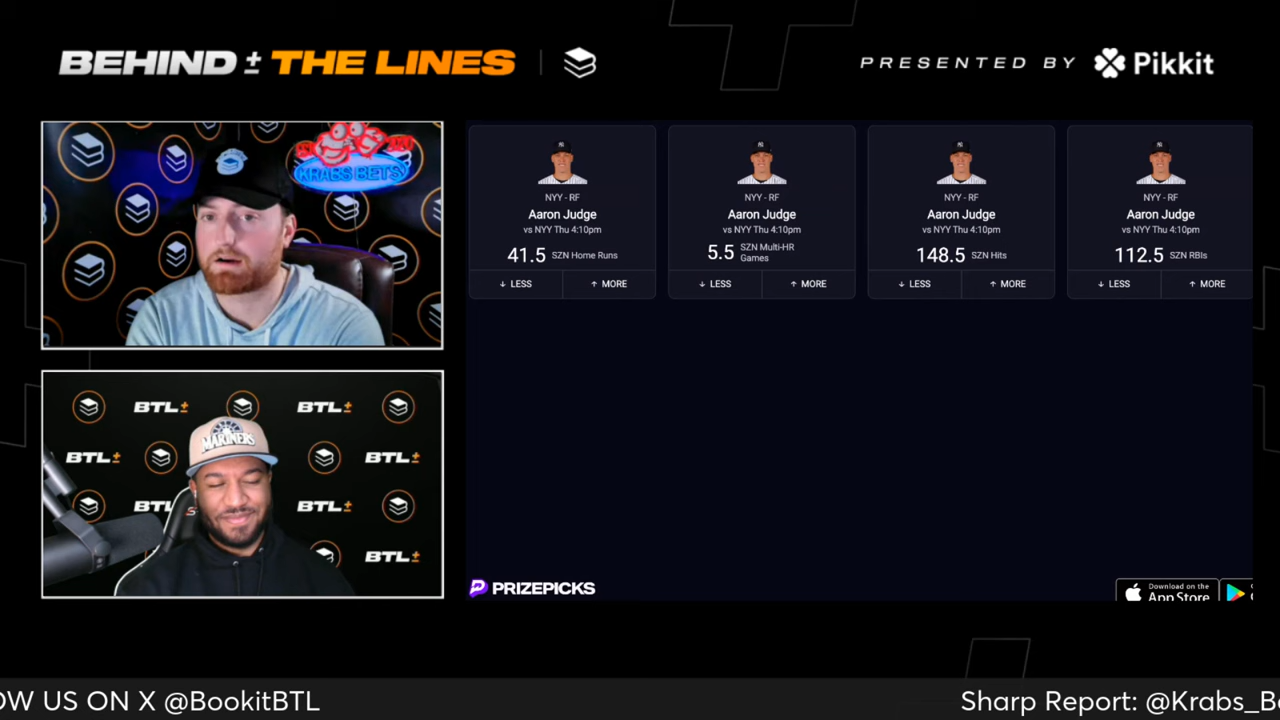 BEHIND ± THE LINES
PRESENTED BY Pikkit
KRABS BETS
BTL± BTL±
MARINERS
BTL± BTL±
BTL BTL±
BTL±
NYY - RF
Aaron Judge
vs NYY Thu 4:10pm
41.5 SZN Home Runs
↓ LESS ↑ MORE
NYY - RF
Aaron Judge
vs NYY Thu 4:10pm
5.5 SZN Multi-HR
Games
↓ LESS ↑ MORE
NYY - RF
Aaron Judge
vs NYY Thu 4:10pm
148.5 SZN Hits
↓ LESS ↑ MORE
NYY - RF
Aaron Judge
vs NYY Thu 4:10pm
112.5 SZN RBIs
↓ LESS ↑ MORE
PRIZEPICKS
Download on the
App Store
OW US ON X @BookitBTL
Sharp Report: @Krabs_B